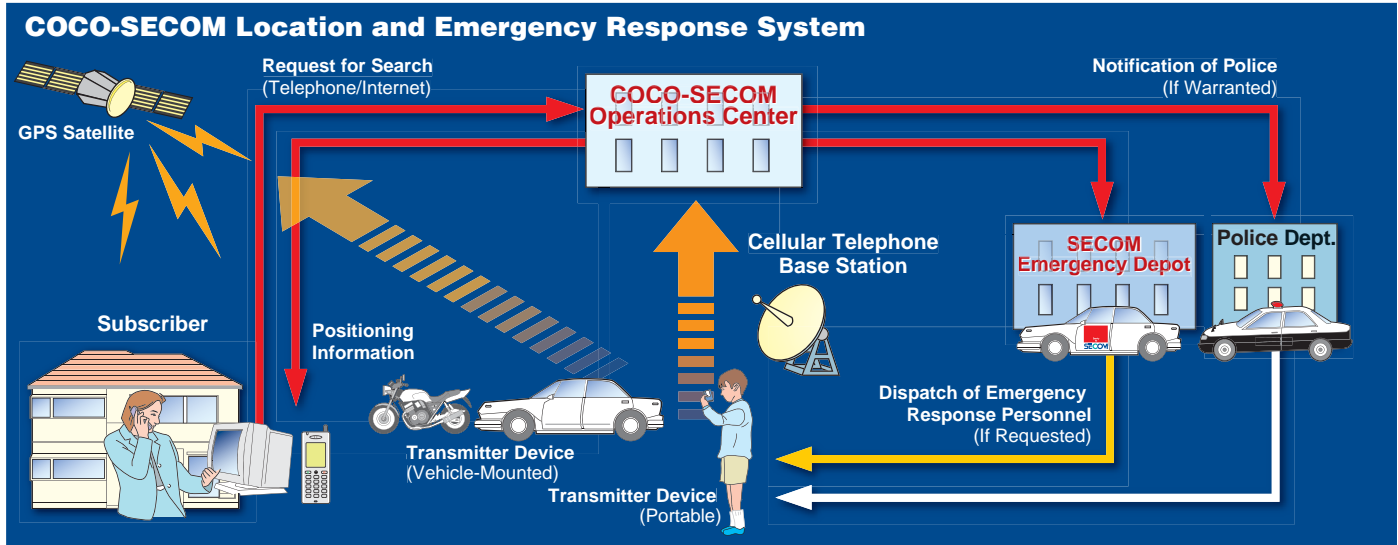 COCO-SECOM Location and Emergency Response System
Request for Search
(Telephone/Internet)
COCO-SECOM
Operations Center
Notification of Police
(If Warranted)
GPS Satellite
Cellular Telephone
Base Station
SECOM
Emergency Depot
Police Dept.
Subscriber
Positioning
Information
SECOM
Dispatch of Emergency
Response Personnel
(If Requested)
Transmitter Device
(Vehicle-Mounted)
Transmitter Device
(Portable)